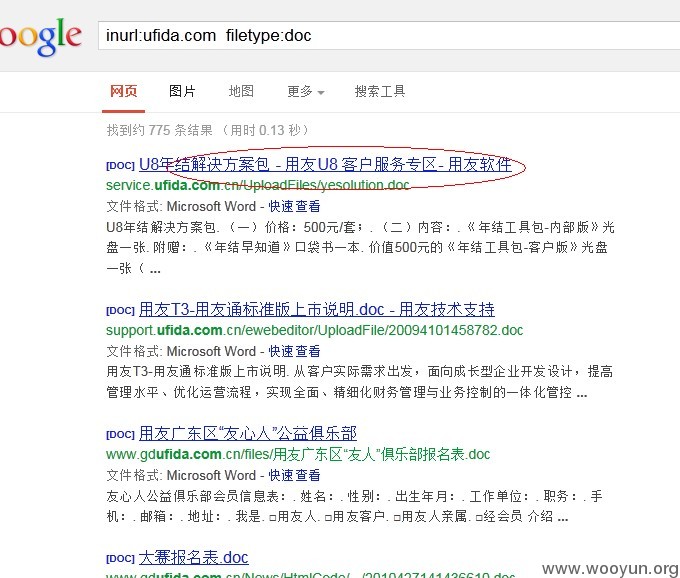 oogle
inurl:ufida.com filetype:doc
网页 图片 地图 更多 搜索工具
找到约 775 条结果 （用时 0.13 秒）
[DOC] U8年结解决方案包 - 用友U8 客户服务专区- 用友软件
service.ufida.com.cn/UploadFiles/yesolution.doc
文件格式: Microsoft Word - 快速查看
U8年结解决方案包. （一）价格：500元/套；. （二）内容：. 《年结工具包-内部版》光
盘一张. 附赠：. 《年结早知道》口袋书一本. 价值500元的《年结工具包-客户版》光盘
一张（ ...
[DOC] 用友T3-用友通标准版上市说明.doc - 用友技术支持
support.ufida.com.cn/ewebeditor/UploadFile/20094101458782.doc
文件格式: Microsoft Word - 快速查看
用友T3-用友通标准版上市说明. 从客户实际需求出发，面向成长型企业开发设计，提高
管理水平、优化运营流程，实现全面、精细化财务管理与业务控制的一体化管控 ...
[DOC] 用友广东区“友心人”公益俱乐部
www.gdufida.com.cn/files/用友广东区“友人”俱乐部报名表.doc
文件格式: Microsoft Word - 快速查看
友心人公益俱乐部会员信息表：. 姓名：. 性别：. 出生年月：. 工作单位：. 职务：. 手
机：. 邮箱：. 地址：. 我是. □用友人. □用友客户. □用友人亲属. □经会员 介绍 ...
[DOC] 大赛报名表.doc
www.gdufida.com.cn/News/HtmlCode/.../2010427141436610.doc
www.wooyun.org